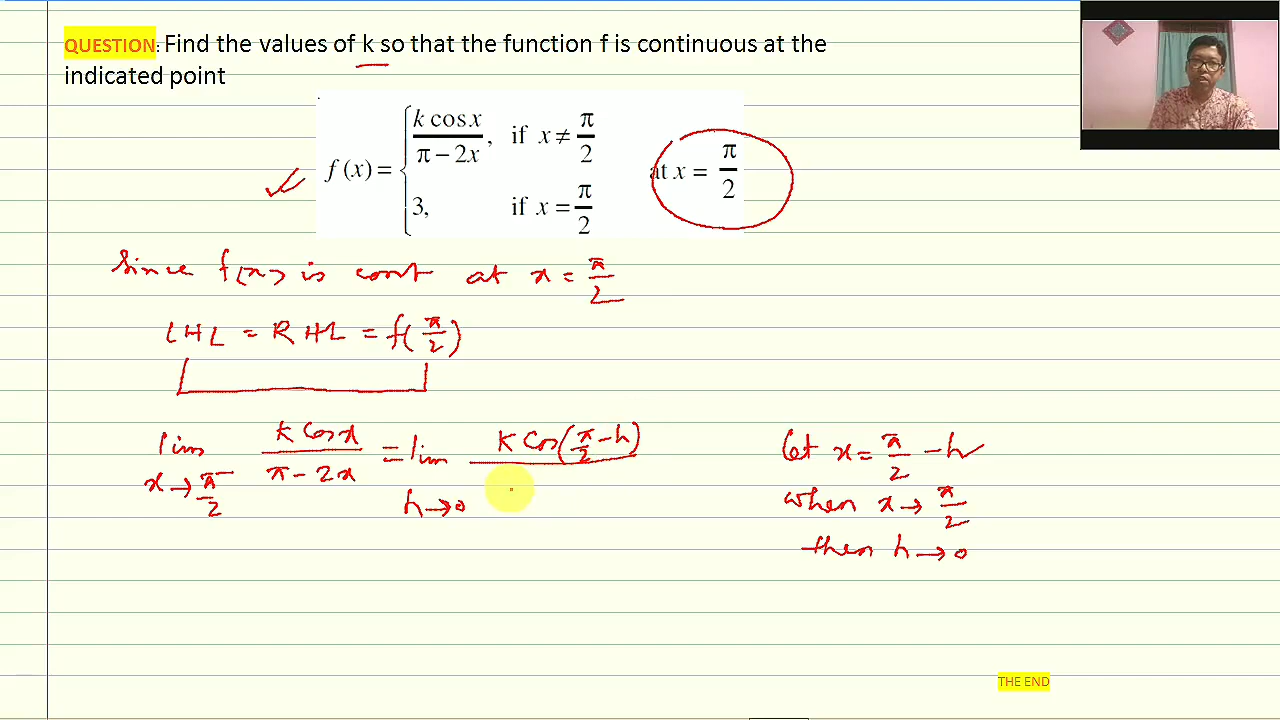 QUESTION: Find the values of k so that the function f is continuous at the
indicated point
f (x) = { k cos x / π − 2x , if x ≠ π/2
3, if x = π/2
at x = π/2
Since f(x) is cont at x = π/2
LHL = RHL = f(π/2)
lim x→π/2⁻ k Cos x / π − 2x = lim h→0 k Cos(π/2 − h)
Let x = π/2 − h
when x → π/2
then h → 0
THE END